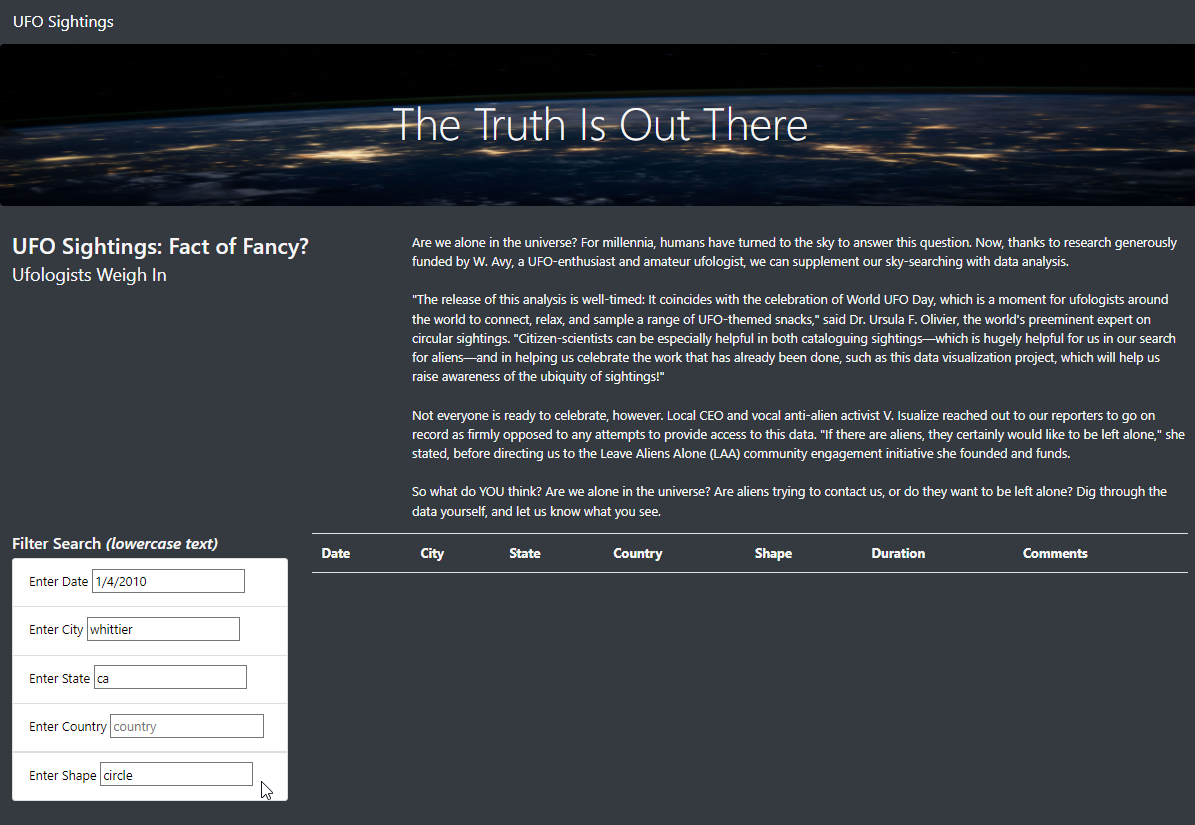 UFO Sightings
The Truth Is Out There
UFO Sightings: Fact of Fancy?
Ufologists Weigh In
Are we alone in the universe? For millennia, humans have turned to the sky to answer this question. Now, thanks to research generously
funded by W. Avy, a UFO-enthusiast and amateur ufologist, we can supplement our sky-searching with data analysis.
"The release of this analysis is well-timed: It coincides with the celebration of World UFO Day, which is a moment for ufologists around
the world to connect, relax, and sample a range of UFO-themed snacks," said Dr. Ursula F. Olivier, the world's preeminent expert on
circular sightings. "Citizen-scientists can be especially helpful in both cataloguing sightings—which is hugely helpful for us in our search
for aliens—and in helping us celebrate the work that has already been done, such as this data visualization project, which will help us
raise awareness of the ubiquity of sightings!"
Not everyone is ready to celebrate, however. Local CEO and vocal anti-alien activist V. Isualize reached out to our reporters to go on
record as firmly opposed to any attempts to provide access to this data. "If there are aliens, they certainly would like to be left alone," she
stated, before directing us to the Leave Aliens Alone (LAA) community engagement initiative she founded and funds.
So what do YOU think? Are we alone in the universe? Are aliens trying to contact us, or do they want to be left alone? Dig through the
data yourself, and let us know what you see.
Filter Search (lowercase text)
Enter Date 1/4/2010
Enter City whittier
Enter State ca
Enter Country country
Enter Shape circle
Date City State Country Shape Duration Comments